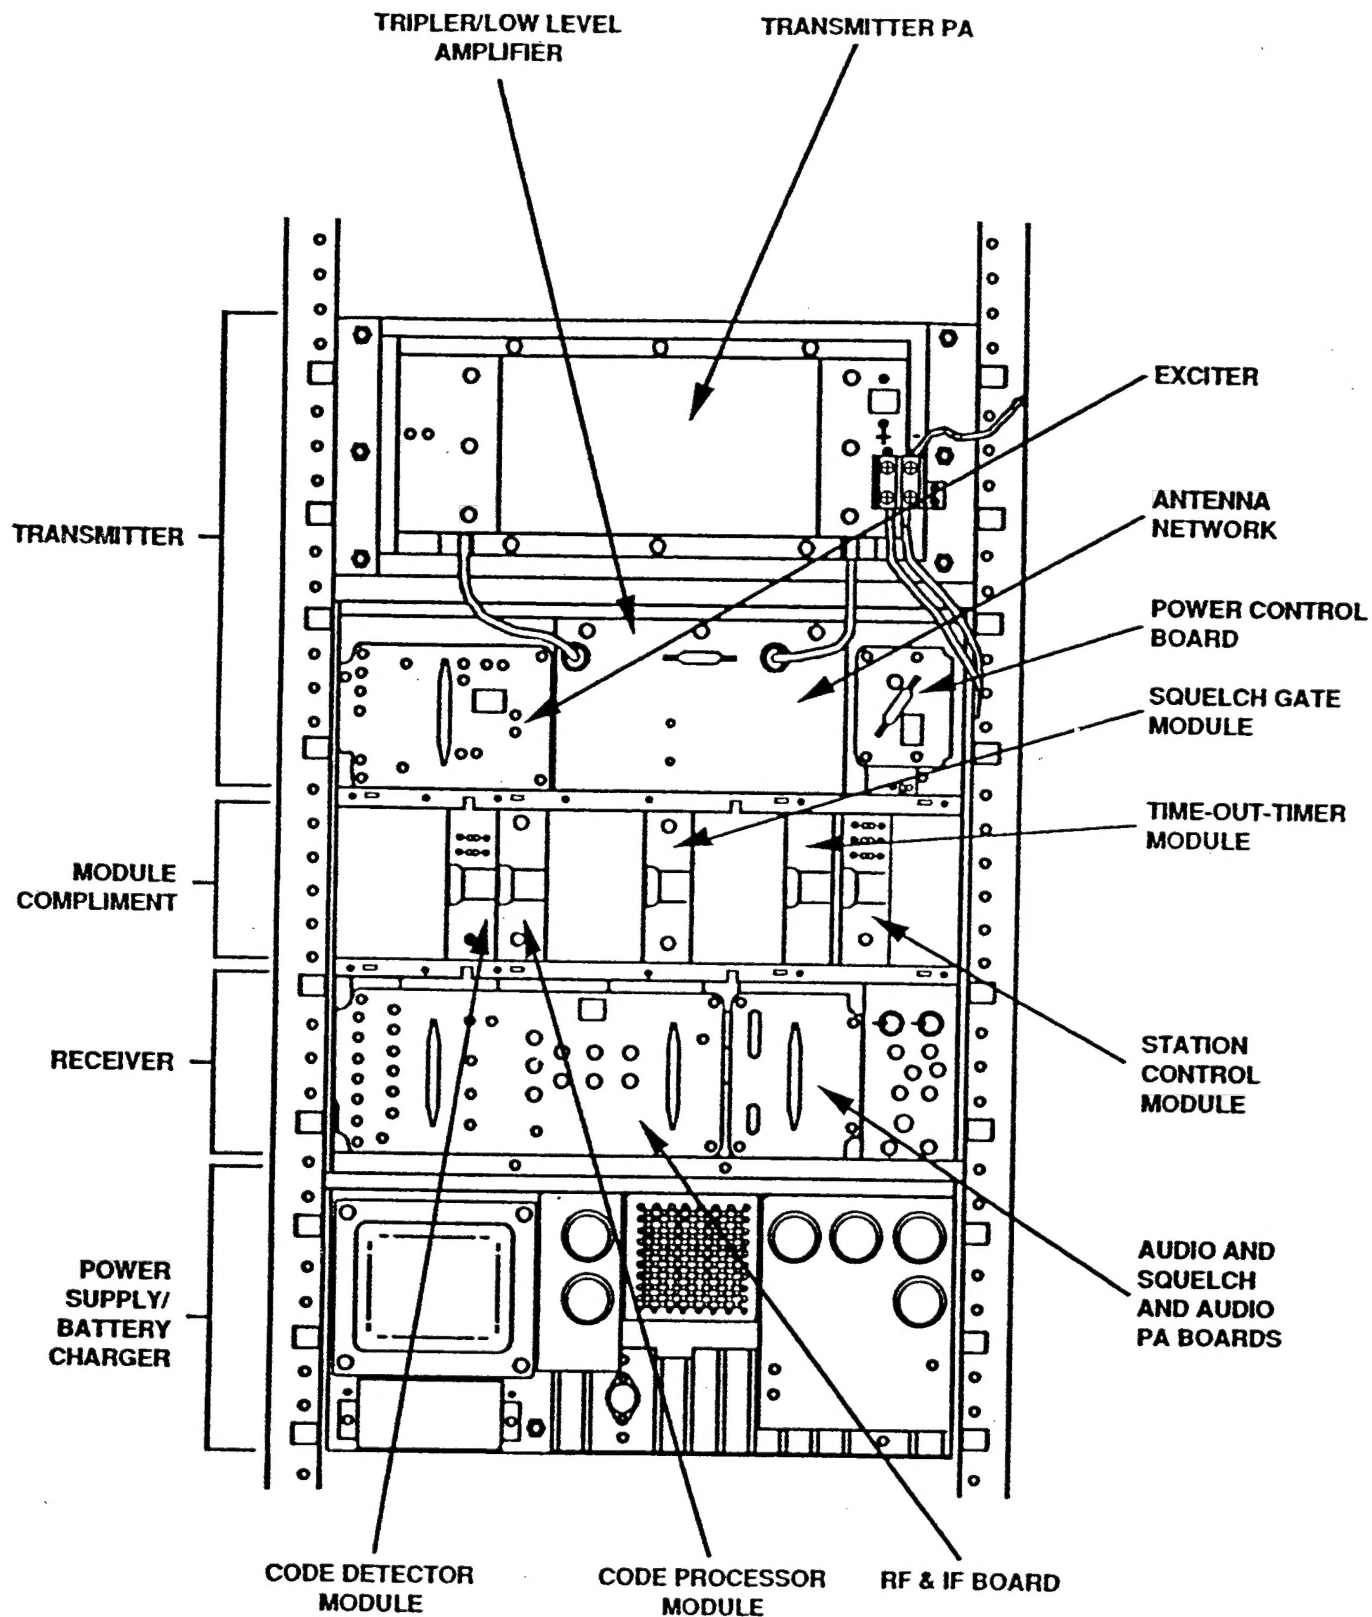 TRIPLER/LOW LEVEL
AMPLIFIER
TRANSMITTER PA
EXCITER
ANTENNA
NETWORK
TRANSMITTER
POWER CONTROL
BOARD
SQUELCH GATE
MODULE
TIME-OUT-TIMER
MODULE
MODULE
COMPLIMENT
RECEIVER
STATION
CONTROL
MODULE
POWER
SUPPLY/
BATTERY
CHARGER
AUDIO AND
SQUELCH
AND AUDIO
PA BOARDS
CODE DETECTOR
MODULE
CODE PROCESSOR
MODULE
RF & IF BOARD